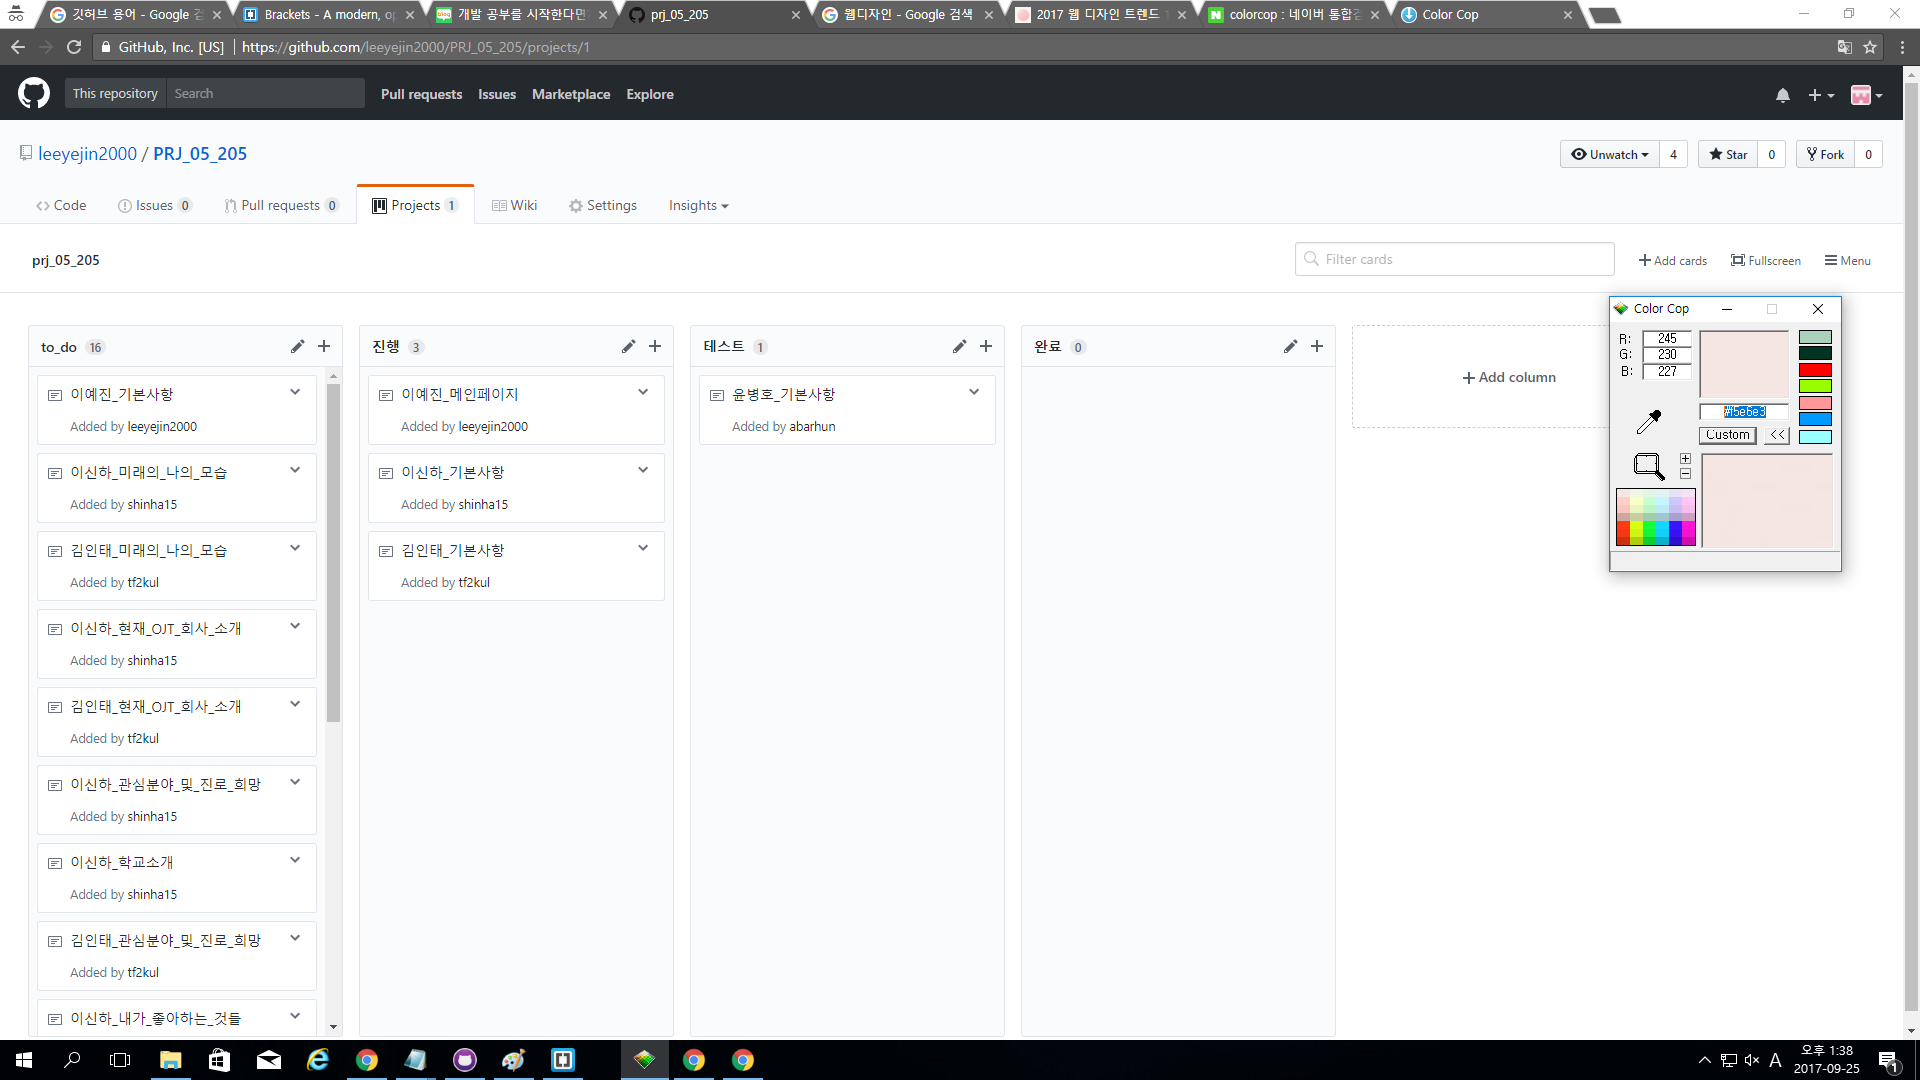 깃허브 용어 - Google 검
Brackets - A modern, op
개발 공부를 시작한다면
prj_05_205
웹디자인 - Google 검색
2017 웹 디자인 트렌드
colorcop : 네이버 통합검
Color Cop
GitHub, Inc. [US] https://github.com/leeyejin2000/PRJ_05_205/projects/1
This repository Search Pull requests Issues Marketplace Explore
leeyejin2000 / PRJ_05_205
Unwatch 4 Star 0 Fork 0
Code Issues 0 Pull requests 0 Projects 1 Wiki Settings Insights
prj_05_205
Filter cards Add cards Fullscreen Menu
to_do 16
이예진_기본사항
Added by leeyejin2000
이신하_미래의_나의_모습
Added by shinha15
김인태_미래의_나의_모습
Added by tf2kul
이신하_현재_OJT_회사_소개
Added by shinha15
김인태_현재_OJT_회사_소개
Added by tf2kul
이신하_관심분야_및_진로_희망
Added by shinha15
이신하_학교소개
Added by shinha15
김인태_관심분야_및_진로_희망
Added by tf2kul
이신하_내가_좋아하는_것들
진행 3
이예진_메인페이지
Added by leeyejin2000
이신하_기본사항
Added by shinha15
김인태_기본사항
Added by tf2kul
테스트 1
윤병호_기본사항
Added by abarhun
완료 0
Add column
Color Cop
R: 245
G: 230
B: 227
#f5e6e3
Custom <<
A
오후 1:38
2017-09-25
1